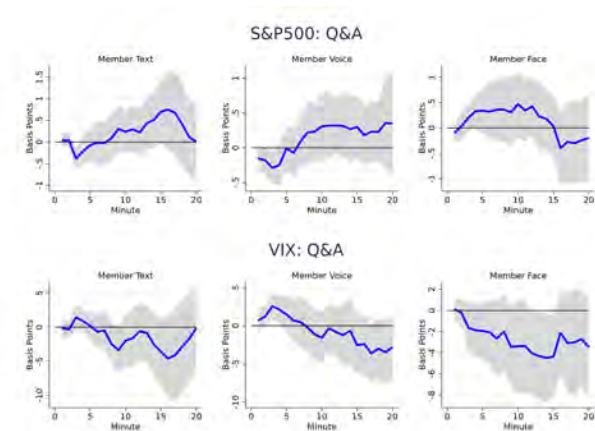 S&P500: Q&A
Member Text
Member Voice
Member Face
Basis Points
1.5
1
.5
0
-.5
-1
0 5 10 15 20
Minute
Basis Points
1
.5
0
-.5
0 5 10 15 20
Minute
Basis Points
1
.5
0
-.5
0 5 10 15 20
Minute
VIX: Q&A
Member Text
Member Voice
Member Face
Basis Points
5
0
-5
-10
0 5 10 15 20
Minute
Basis Points
5
0
-5
-10
0 5 10 15 20
Minute
Basis Points
2
0
-2
-4
-6
-8
0 5 10 15 20
Minute